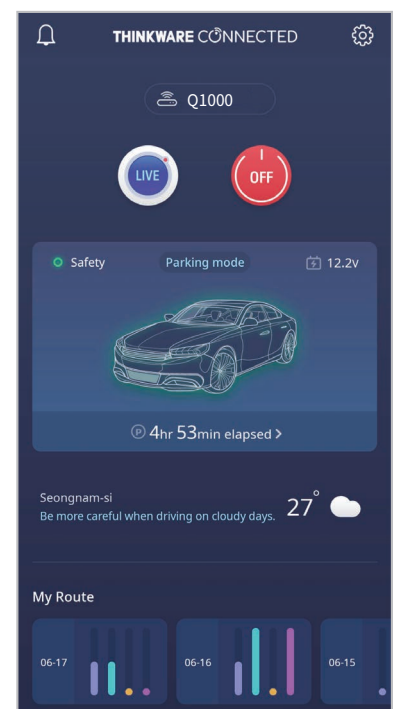 THINKWARE CONNECTED
Q1000
LIVE
OFF
Safety
Parking mode
12.2v
P 4hr 53min elapsed >
Seongnam-si
Be more careful when driving on cloudy days.
27°
My Route
06-17
06-16
06-15